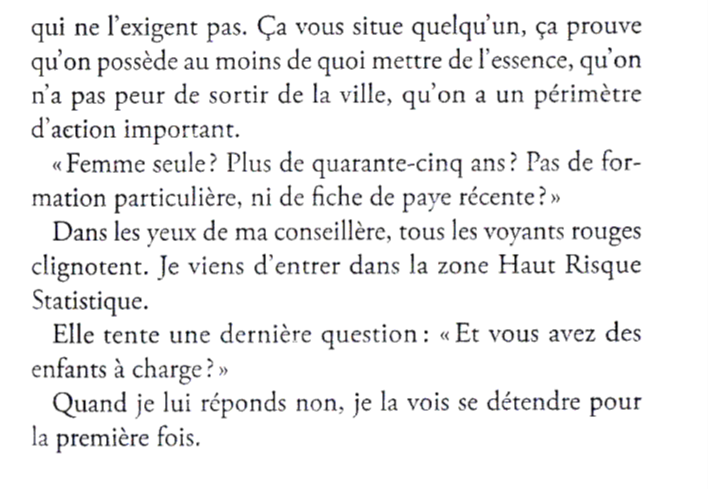 qui ne l'exigent pas. Ça vous situe quelqu'un, ça prouve
qu'on possède au moins de quoi mettre de l'essence, qu'on
n'a pas peur de sortir de la ville, qu'on a un périmètre
d'action important.
«Femme seule? Plus de quarante-cinq ans? Pas de for-
mation particulière, ni de fiche de paye récente?»
Dans les yeux de ma conseillère, tous les voyants rouges
clignotent. Je viens d'entrer dans la zone Haut Risque
Statistique.
Elle tente une dernière question : « Et vous avez des
enfants à charge?»
Quand je lui réponds non, je la vois se détendre pour
la première fois.